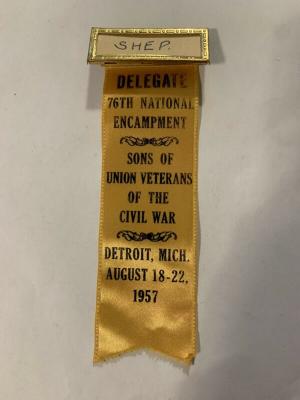 SHEP.
DELEGATE
76TH NATIONAL
ENCAMPMENT
SONS OF
UNION VETERANS
OF THE
CIVIL WAR
DETROIT, MICH.
AUGUST 18-22,
1957